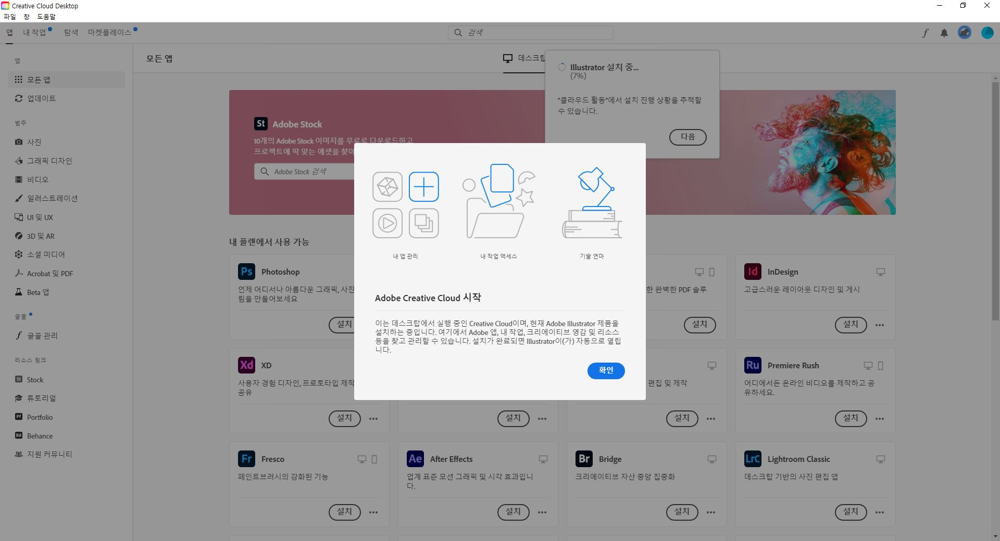 Creative Cloud Desktop
파일 창 도움말
앱 내 작업 탐색 마켓플레이스
검색
앱
모든 앱
업데이트
범주
사진
그래픽 디자인
비디오
일러스트레이션
UI 및 UX
3D 및 AR
소셜 미디어
Acrobat 및 PDF
Beta 앱
글꼴
글꼴 관리
리소스 링크
St Stock
튜토리얼
Pf Portfolio
Bē Behance
지원 커뮤니티
모든 앱
데스크탑
Illustrator 설치 중...
(7%)
"클라우드 활동"에서 설치 진행 상황을 추적할
수 있습니다.
다음
St Adobe Stock
10개의 Adobe Stock 이미지를 무료로 다운로드하고
프로젝트에 딱 맞는 에셋을 찾아
Adobe Stock 검색
내 앱 관리
내 작업 액세스
기술 연마
Adobe Creative Cloud 시작
이는 데스크탑에서 실행 중인 Creative Cloud이며, 현재 Adobe Illustrator 제품을
설치하는 중입니다. 여기에서 Adobe 앱, 내 작업, 크리에이티브 영감 및 리소스
등을 찾고 관리할 수 있습니다. 설치가 완료되면 Illustrator이(가) 자동으로 열립
니다.
확인
내 플랜에서 사용 가능
Ps Photoshop
언제 어디서나 아름다운 그래픽, 사진
림을 만들어보세요
설치
한 완벽한 PDF 솔루
설치
Id InDesign
고급스러운 레이아웃 디자인 및 게시
설치
Xd XD
사용자 경험 디자인, 프로토타입 제작
공유
설치
설치
편집 및 제작
설치
Ru Premiere Rush
어디에서든 온라인 비디오를 제작하고 공
유하세요.
설치
Fr Fresco
페인트브러시의 강화된 기능
설치
Ae After Effects
업계 표준 모션 그래픽 및 시각 효과입니
다.
설치
Br Bridge
크리에이티브 자산 중앙 집중화
설치
LrC Lightroom Classic
데스크탑 기반의 사진 편집 앱
설치